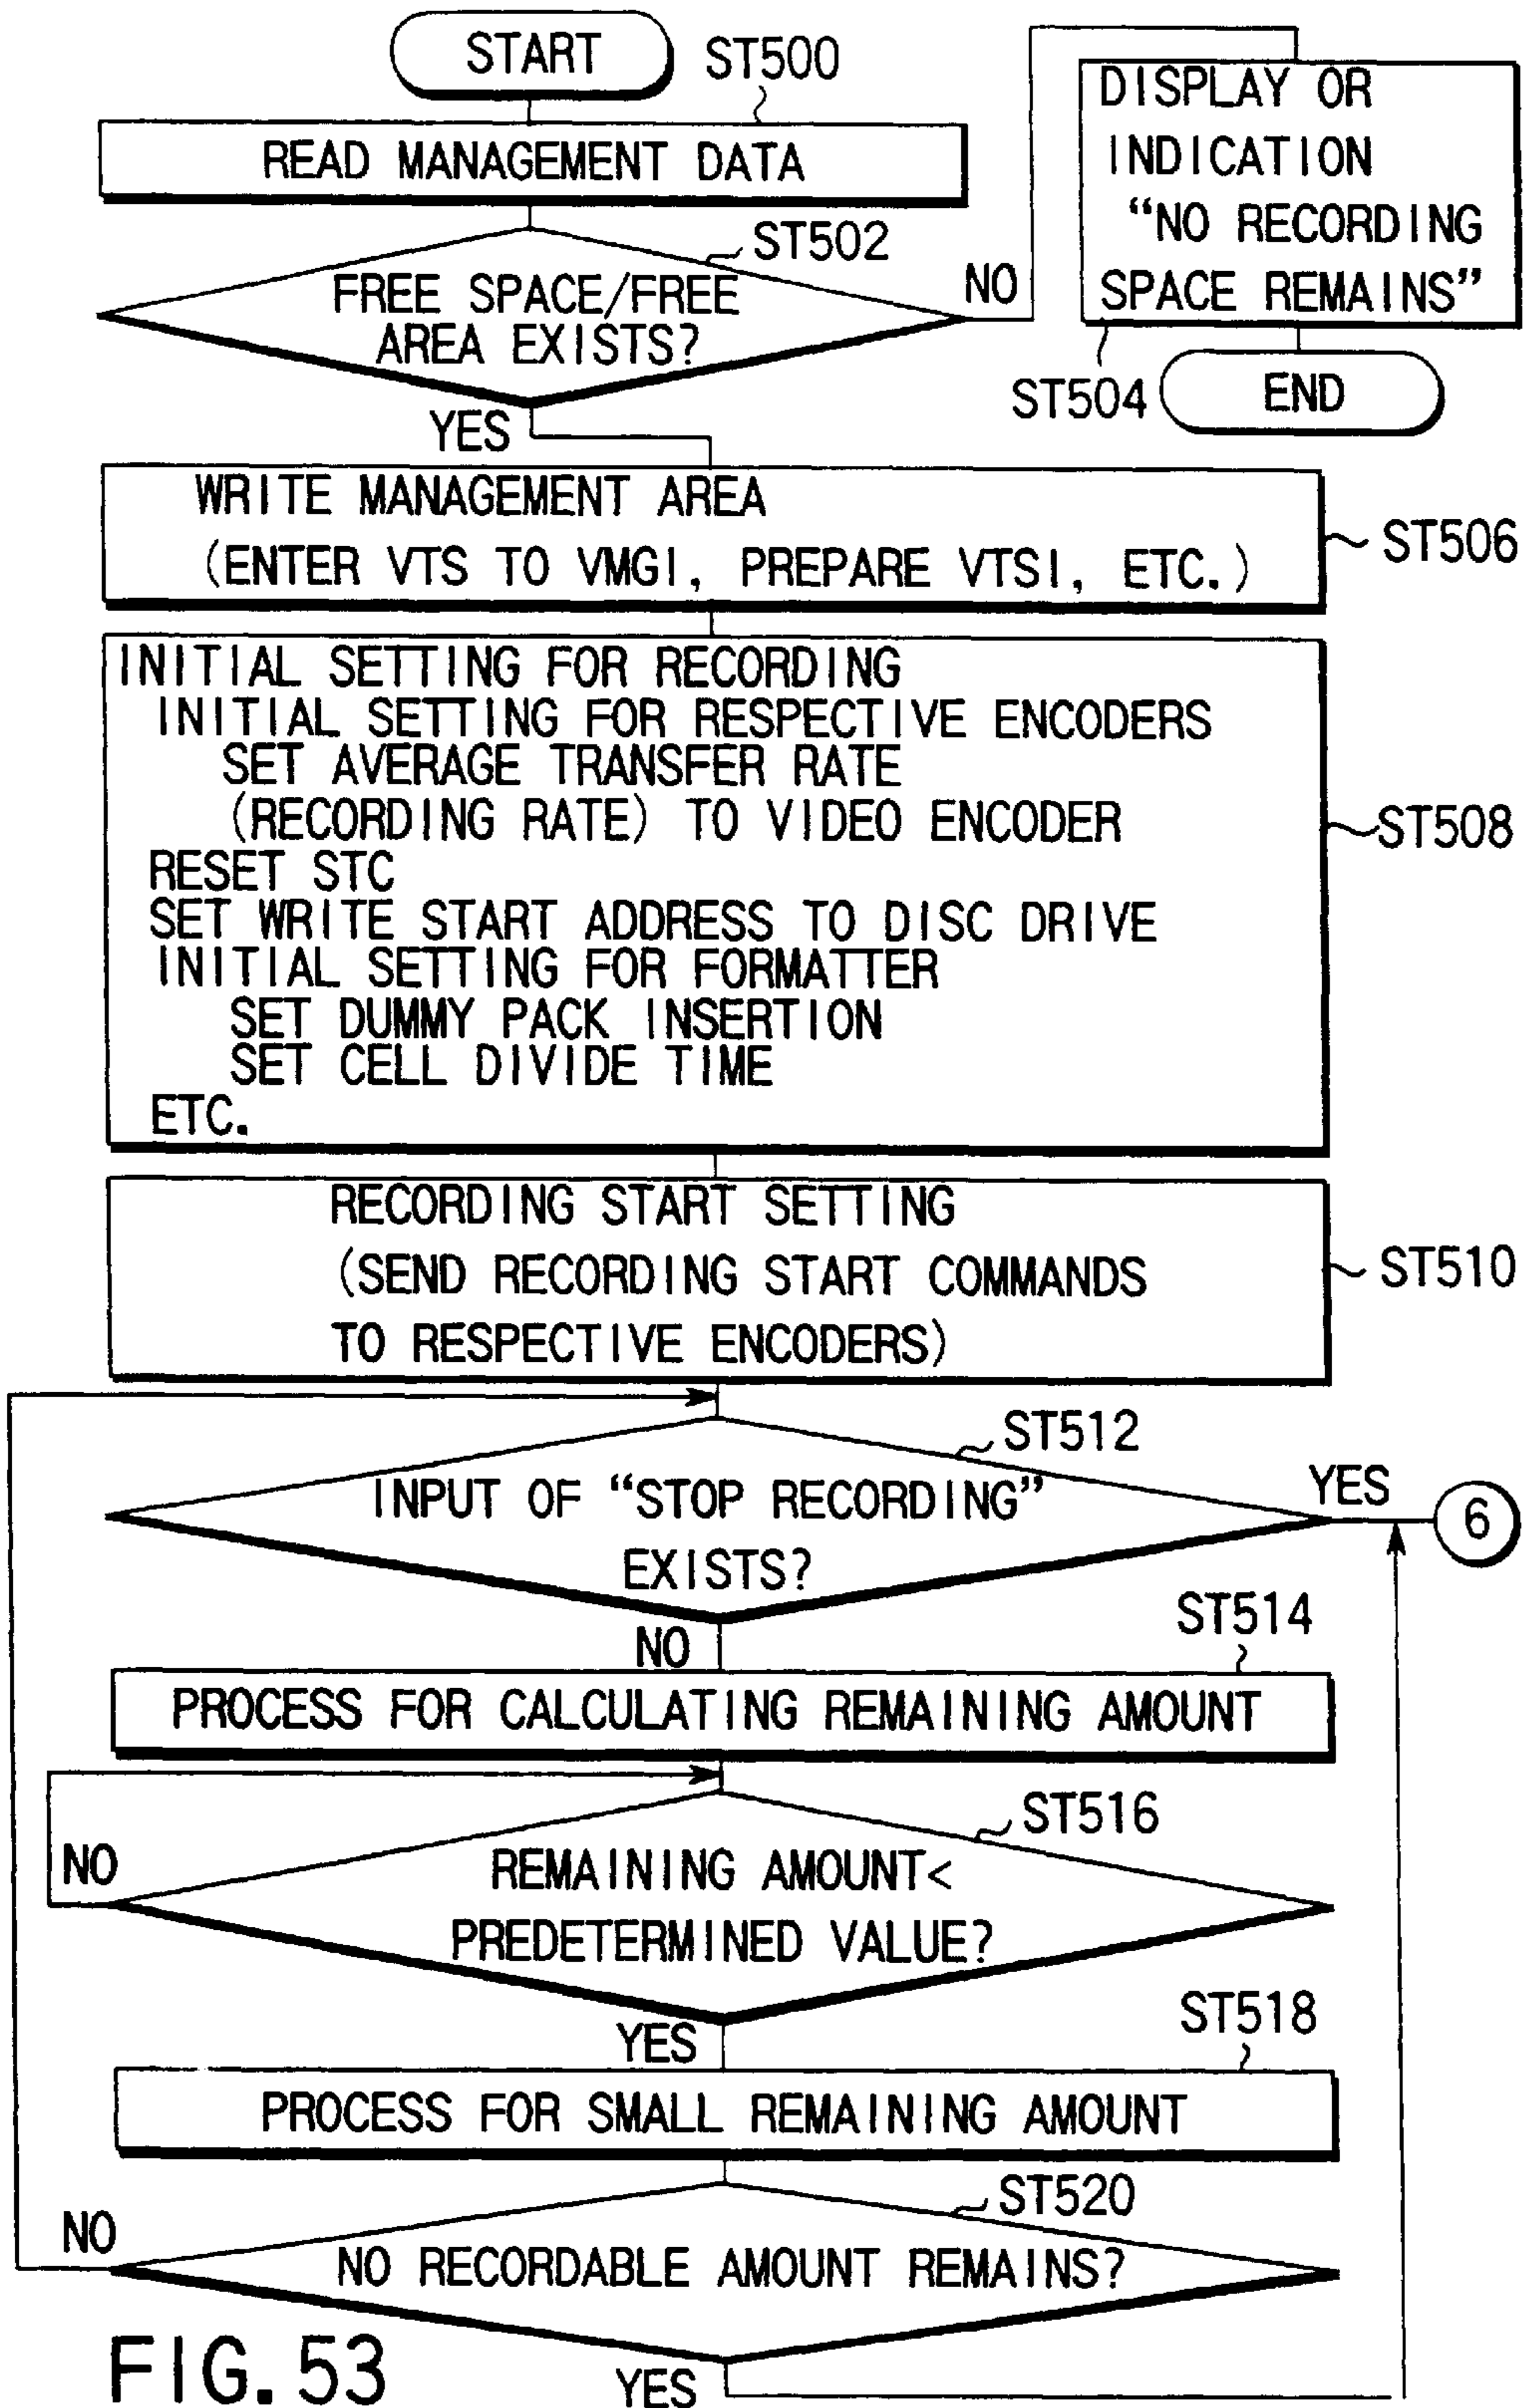 START
ST500
READ MANAGEMENT DATA
ST502
FREE SPACE/FREE
AREA EXISTS?
NO
DISPLAY OR
INDICATION
“NO RECORDING
SPACE REMAINS”
ST504
END
YES
WRITE MANAGEMENT AREA
(ENTER VTS TO VMGI, PREPARE VTSI, ETC.)
ST506
INITIAL SETTING FOR RECORDING
INITIAL SETTING FOR RESPECTIVE ENCODERS
SET AVERAGE TRANSFER RATE
(RECORDING RATE) TO VIDEO ENCODER
RESET STC
SET WRITE START ADDRESS TO DISC DRIVE
INITIAL SETTING FOR FORMATTER
SET DUMMY PACK INSERTION
SET CELL DIVIDE TIME
ETC.
ST508
RECORDING START SETTING
(SEND RECORDING START COMMANDS
TO RESPECTIVE ENCODERS)
ST510
ST512
INPUT OF “STOP RECORDING”
EXISTS?
YES
6
NO
ST514
PROCESS FOR CALCULATING REMAINING AMOUNT
ST516
NO
REMAINING AMOUNT<
PREDETERMINED VALUE?
YES
ST518
PROCESS FOR SMALL REMAINING AMOUNT
ST520
NO
NO RECORDABLE AMOUNT REMAINS?
YES
FIG. 53